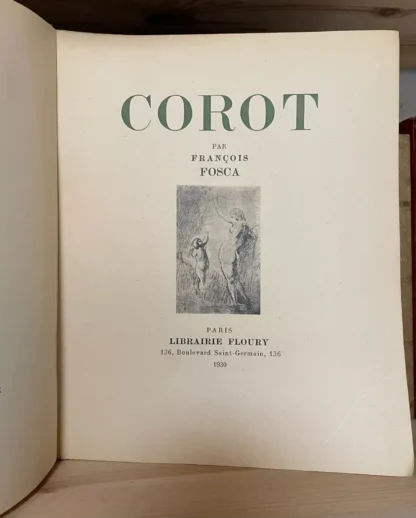 COROT
PAR
FRANÇOIS
FOSCA
PARIS
LIBRAIRIE FLOURY
136, Boulevard Saint-Germain, 136
1930